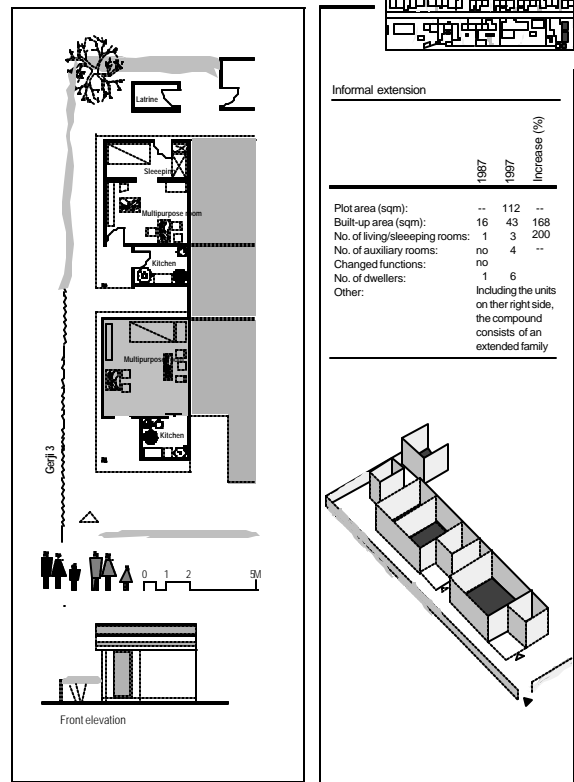 Latrine
Sleeeping
Multipurpose room
Kitchen
Multipurpose room
Kitchen
Gerji 3
0 1 2 5M
Front elevation
Informal extension
1987 1997 Increase (%)
Plot area (sqm): -- 112 --
Built-up area (sqm): 16 43 168
No. of living/sleeeping rooms: 1 3 200
No. of auxiliary rooms: no 4 --
Changed functions: no
No. of dwellers: 1 6
Other: Including the units
on ther right side,
the compound
consists of an
extended family